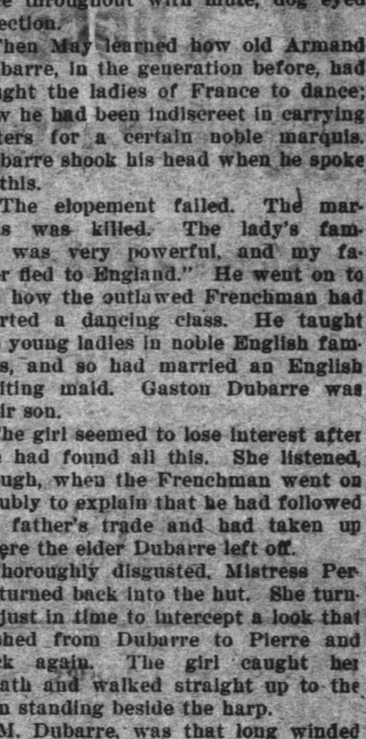 e throughout with mute, dog eyed
ection.
hen May learned how old Armand
barre, in the generation before, had
ght the ladies of France to dance;
w he had been indiscreet in carrying
ters for a certain noble marquis.
barre shook his head when he spoke
this.
The elopement failed. The mar-
s was killed. The lady's fam-
was very powerful, and my fa-
r fled to England." He went on to
how the outlawed Frenchman had
rted a dancing class. He taught
young ladies in noble English fam-
s, and so had married an English
iting maid. Gaston Dubarre was
ir son.
he girl seemed to lose interest after
had found all this. She listened,
ugh, when the Frenchman went on
ubly to explain that he had followed
father's trade and had taken up
ere the elder Dubarre left off.
horoughly disgusted, Mistress Per-
turned back into the hut. She turn-
just in time to intercept a look that
hed from Dubarre to Pierre and
k again. The girl caught her
ath and walked straight up to the
n standing beside the harp.
M. Dubarre, was that long winded